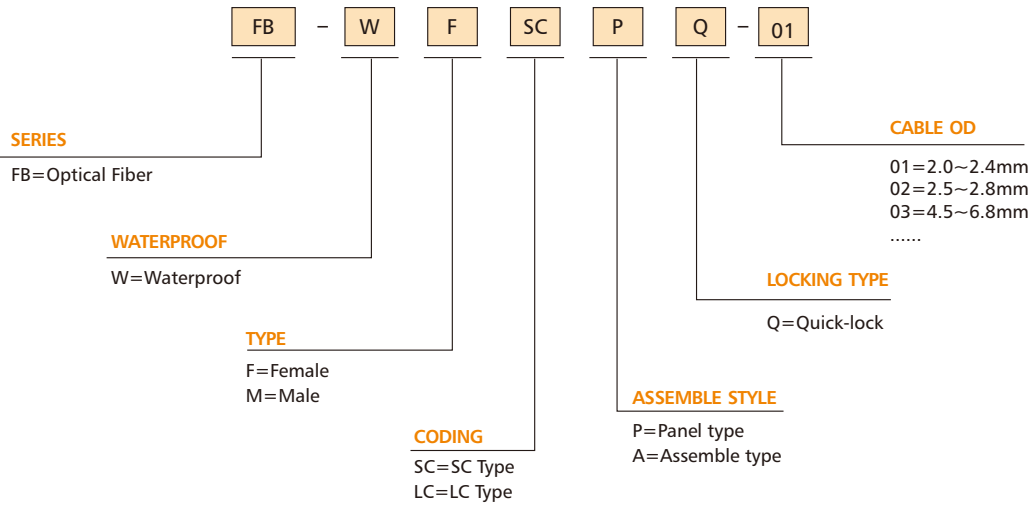 FB – W F SC P Q – 01
SERIES
FB=Optical Fiber
WATERPROOF
W=Waterproof
TYPE
F=Female
M=Male
CODING
SC=SC Type
LC=LC Type
ASSEMBLE STYLE
P=Panel type
A=Assemble type
LOCKING TYPE
Q=Quick-lock
CABLE OD
01=2.0~2.4mm
02=2.5~2.8mm
03=4.5~6.8mm
......